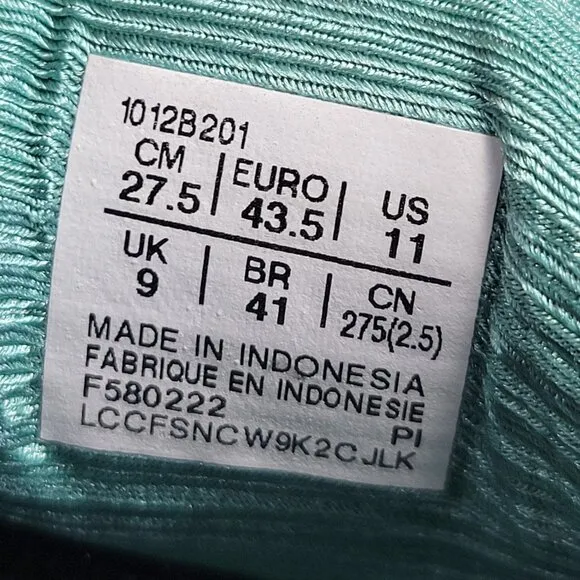 1012B201
CM | EURO | US
27.5 | 43.5 | 11
UK | BR | CN
9 | 41 | 275(2.5)
MADE IN INDONESIA
FABRIQUE EN INDONESIE
F580222 PI
LCCFSNCW9K2CJLK